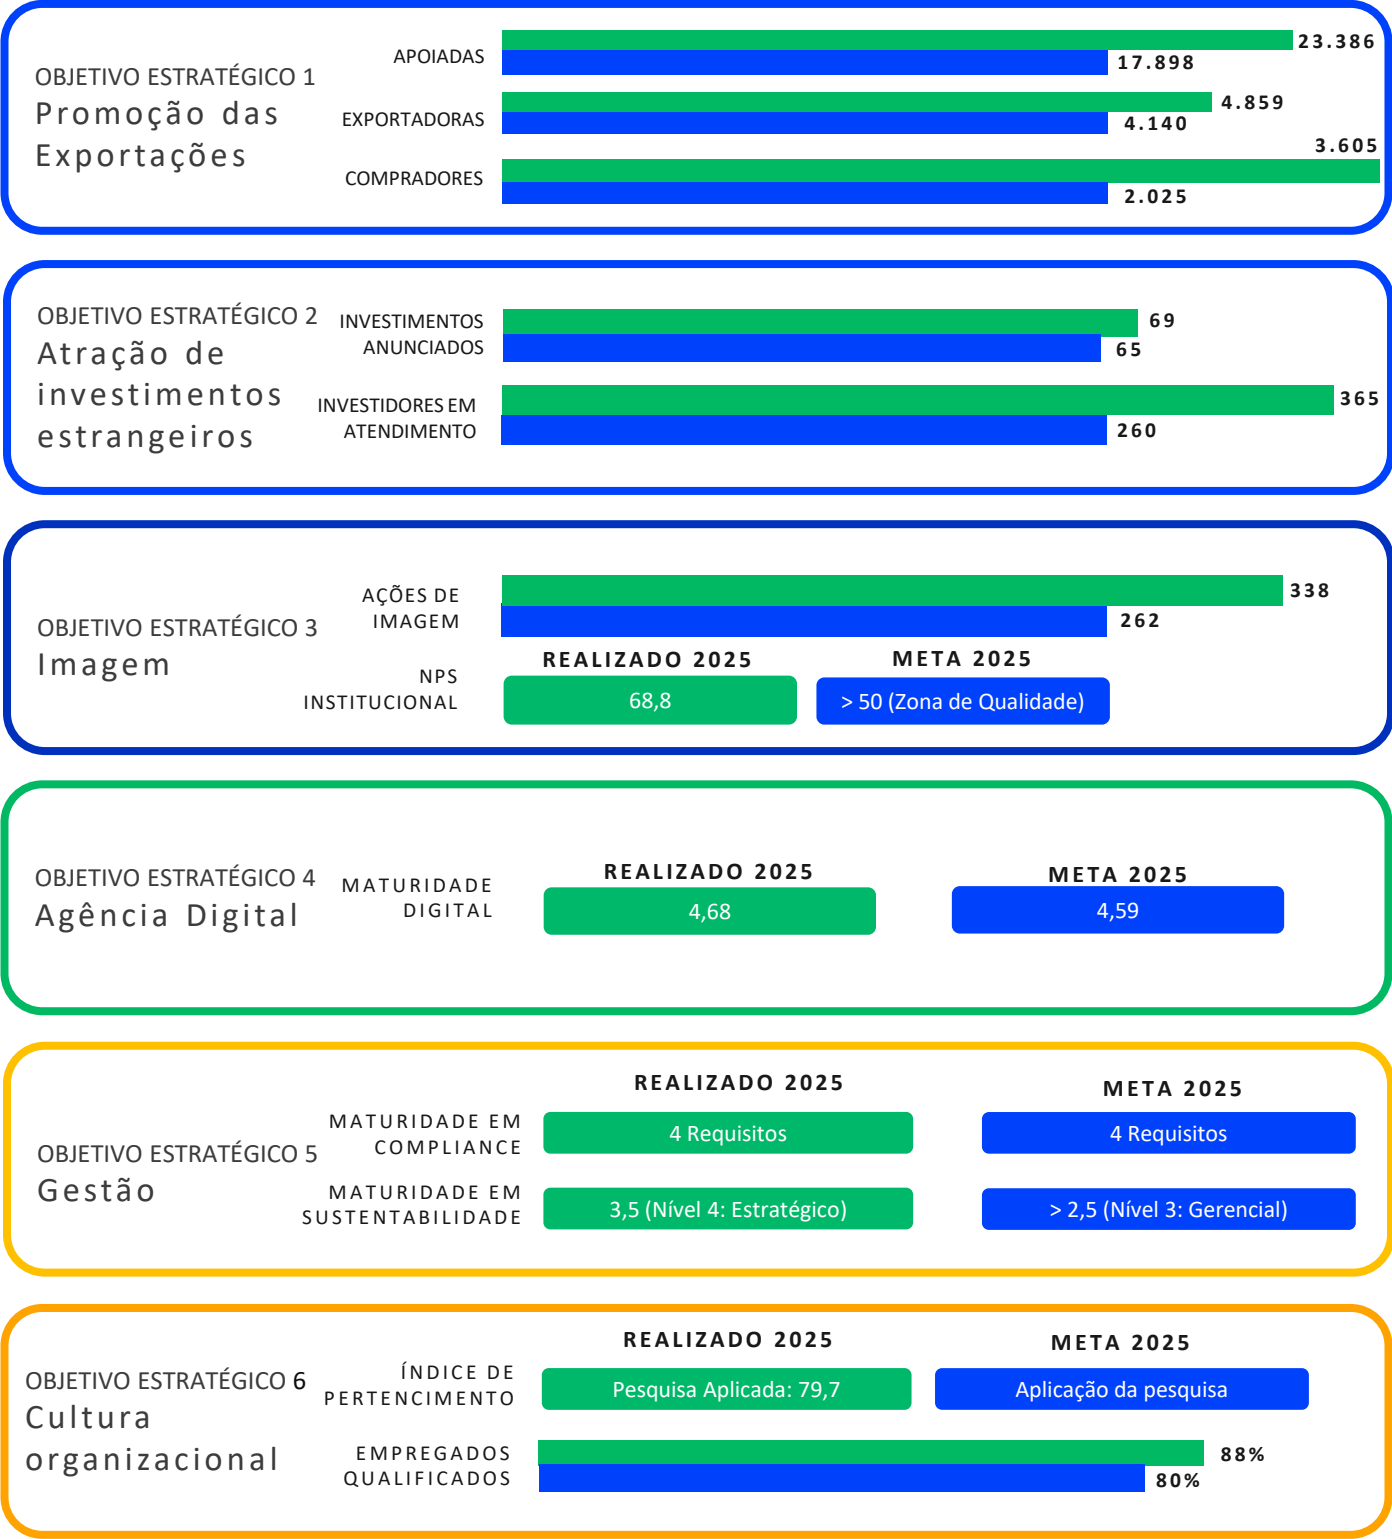 OBJETIVO ESTRATÉGICO 1
Promoção das
Exportações
APOIADAS
23.386
17.898
EXPORTADORAS
4.859
4.140
COMPRADORES
3.605
2.025
OBJETIVO ESTRATÉGICO 2
Atração de
investimentos
estrangeiros
INVESTIMENTOS
ANUNCIADOS
69
65
INVESTIDORES EM
ATENDIMENTO
365
260
OBJETIVO ESTRATÉGICO 3
Imagem
AÇÕES DE
IMAGEM
338
262
REALIZADO 2025
META 2025
NPS
INSTITUCIONAL
68,8
> 50 (Zona de Qualidade)
OBJETIVO ESTRATÉGICO 4
Agência Digital
MATURIDADE
DIGITAL
REALIZADO 2025
META 2025
4,68
4,59
OBJETIVO ESTRATÉGICO 5
Gestão
REALIZADO 2025
META 2025
MATURIDADE EM
COMPLIANCE
4 Requisitos
4 Requisitos
MATURIDADE EM
SUSTENTABILIDADE
3,5 (Nível 4: Estratégico)
> 2,5 (Nível 3: Gerencial)
OBJETIVO ESTRATÉGICO 6
Cultura
organizacional
REALIZADO 2025
META 2025
ÍNDICE DE
PERTENCIMENTO
Pesquisa Aplicada: 79,7
Aplicação da pesquisa
EMPREGADOS
QUALIFICADOS
88%
80%